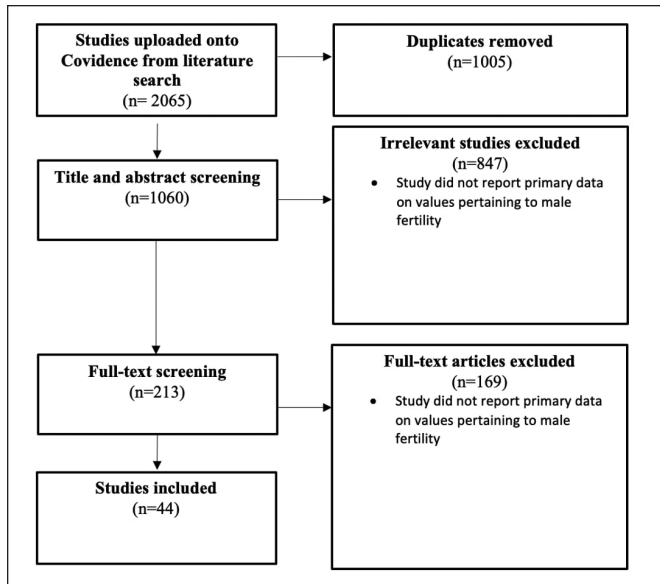 Studies uploaded onto
Covidence from literature
search
(n= 2065)
Duplicates removed
(n=1005)
Title and abstract screening
(n=1060)
Irrelevant studies excluded
(n=847)
• Study did not report primary data
on values pertaining to male
fertility
Full-text screening
(n=213)
Full-text articles excluded
(n=169)
• Study did not report primary data
on values pertaining to male
fertility
Studies included
(n=44)